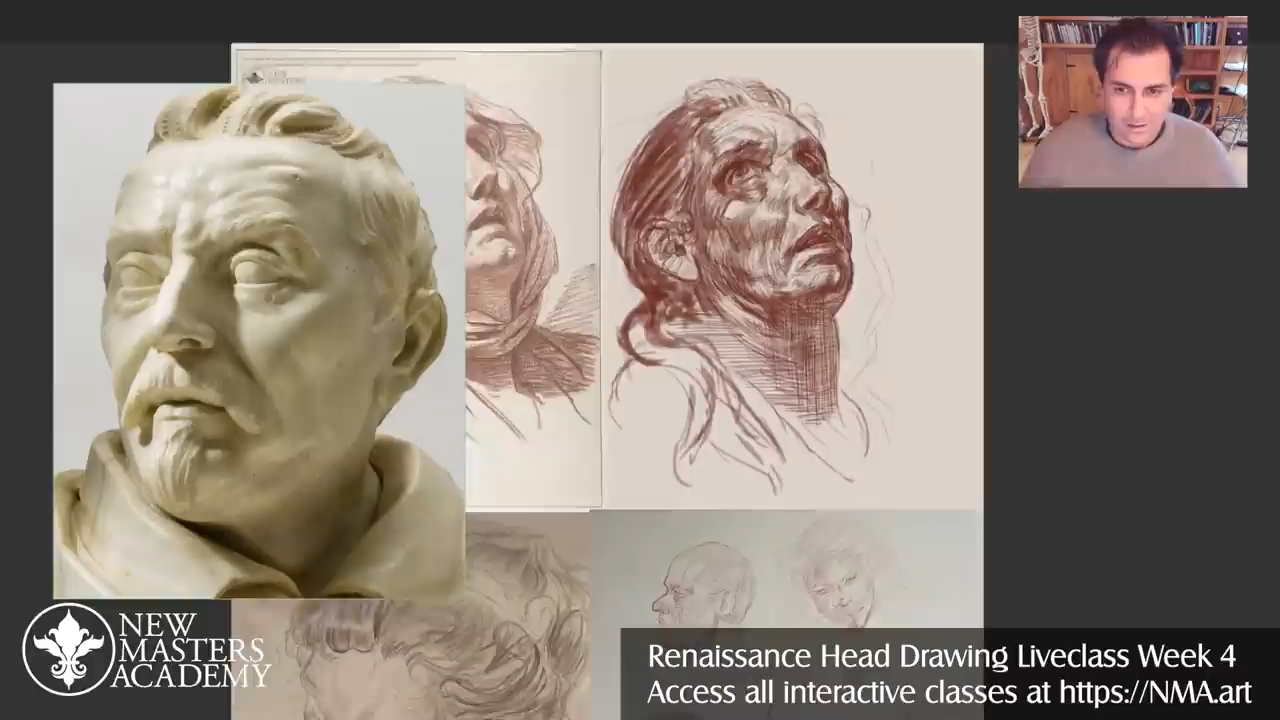 NEW
MASTERS
ACADEMY
Renaissance Head Drawing Liveclass Week 4
Access all interactive classes at https://NMA.art